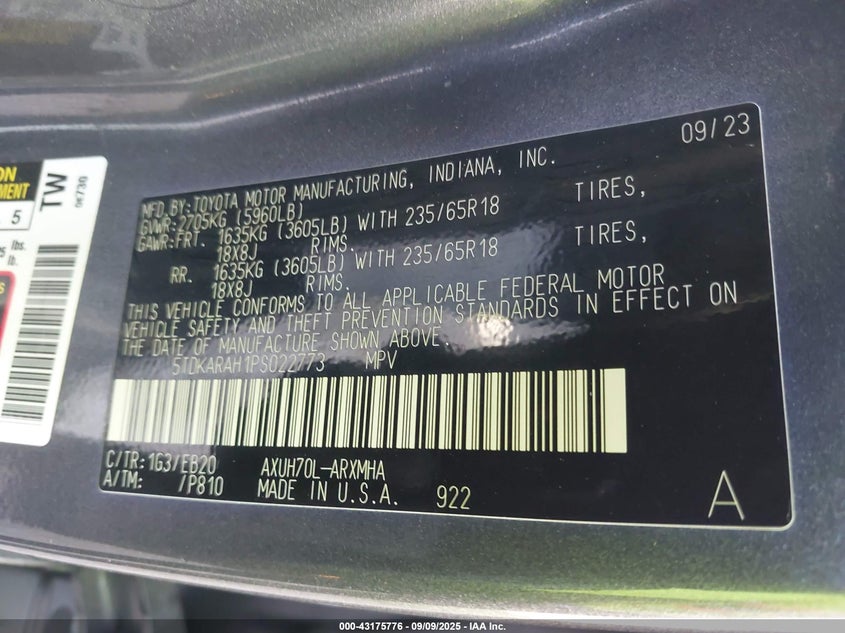 09/23
MFD.BY:TOYOTA MOTOR MANUFACTURING, INDIANA, INC.
GVWR:2705KG (5960LB)
GAWR:FRT. 1635KG (3605LB) WITH 235/65R18 TIRES,
18X8J RIMS.
RR. 1635KG (3605LB) WITH 235/65R18 TIRES,
18X8J RIMS.
THIS VEHICLE CONFORMS TO ALL APPLICABLE FEDERAL MOTOR
VEHICLE SAFETY AND THEFT PREVENTION STANDARDS IN EFFECT ON
THE DATE OF MANUFACTURE SHOWN ABOVE.
5TDKARAH1PS022773 MPV
C/TR:1G3/EB20 AXUH70L-ARXMHA
A/TM: /P810 MADE IN U.S.A. 922
A
TW
5
lbs.
lb.
000-43175776 - 09/09/2025 - IAA Inc.